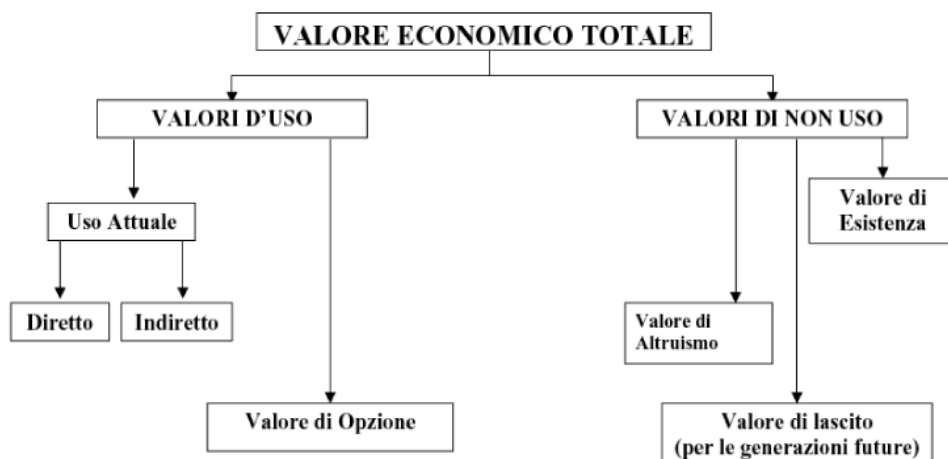 VALORE ECONOMICO TOTALE
VALORI D'USO
VALORI DI NON USO
Uso Attuale
Valore di
Esistenza
Diretto
Indiretto
Valore di
Altruismo
Valore di Opzione
Valore di lascito
(per le generazioni future)